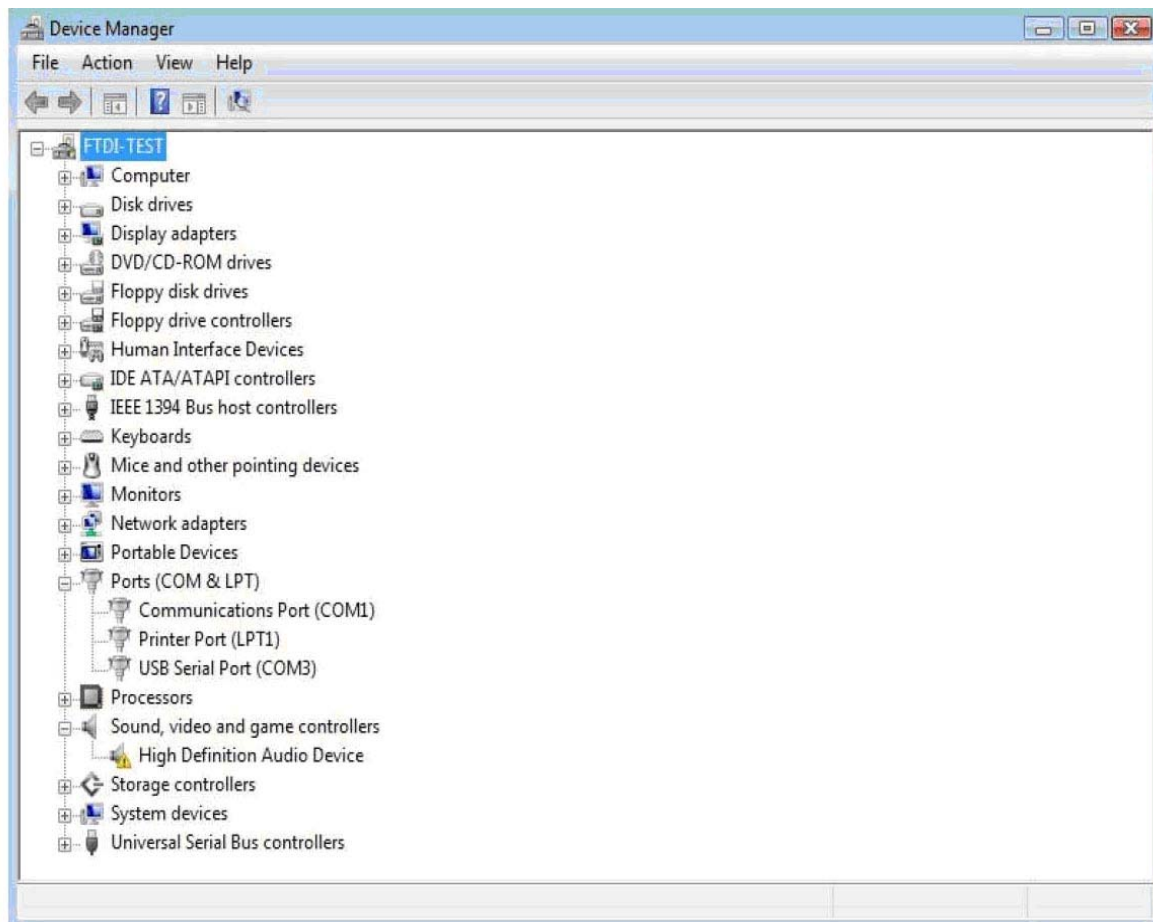 Device Manager
File Action View Help
FTDI-TEST
Computer
Disk drives
Display adapters
DVD/CD-ROM drives
Floppy disk drives
Floppy drive controllers
Human Interface Devices
IDE ATA/ATAPI controllers
IEEE 1394 Bus host controllers
Keyboards
Mice and other pointing devices
Monitors
Network adapters
Portable Devices
Ports (COM & LPT)
Communications Port (COM1)
Printer Port (LPT1)
USB Serial Port (COM3)
Processors
Sound, video and game controllers
High Definition Audio Device
Storage controllers
System devices
Universal Serial Bus controllers